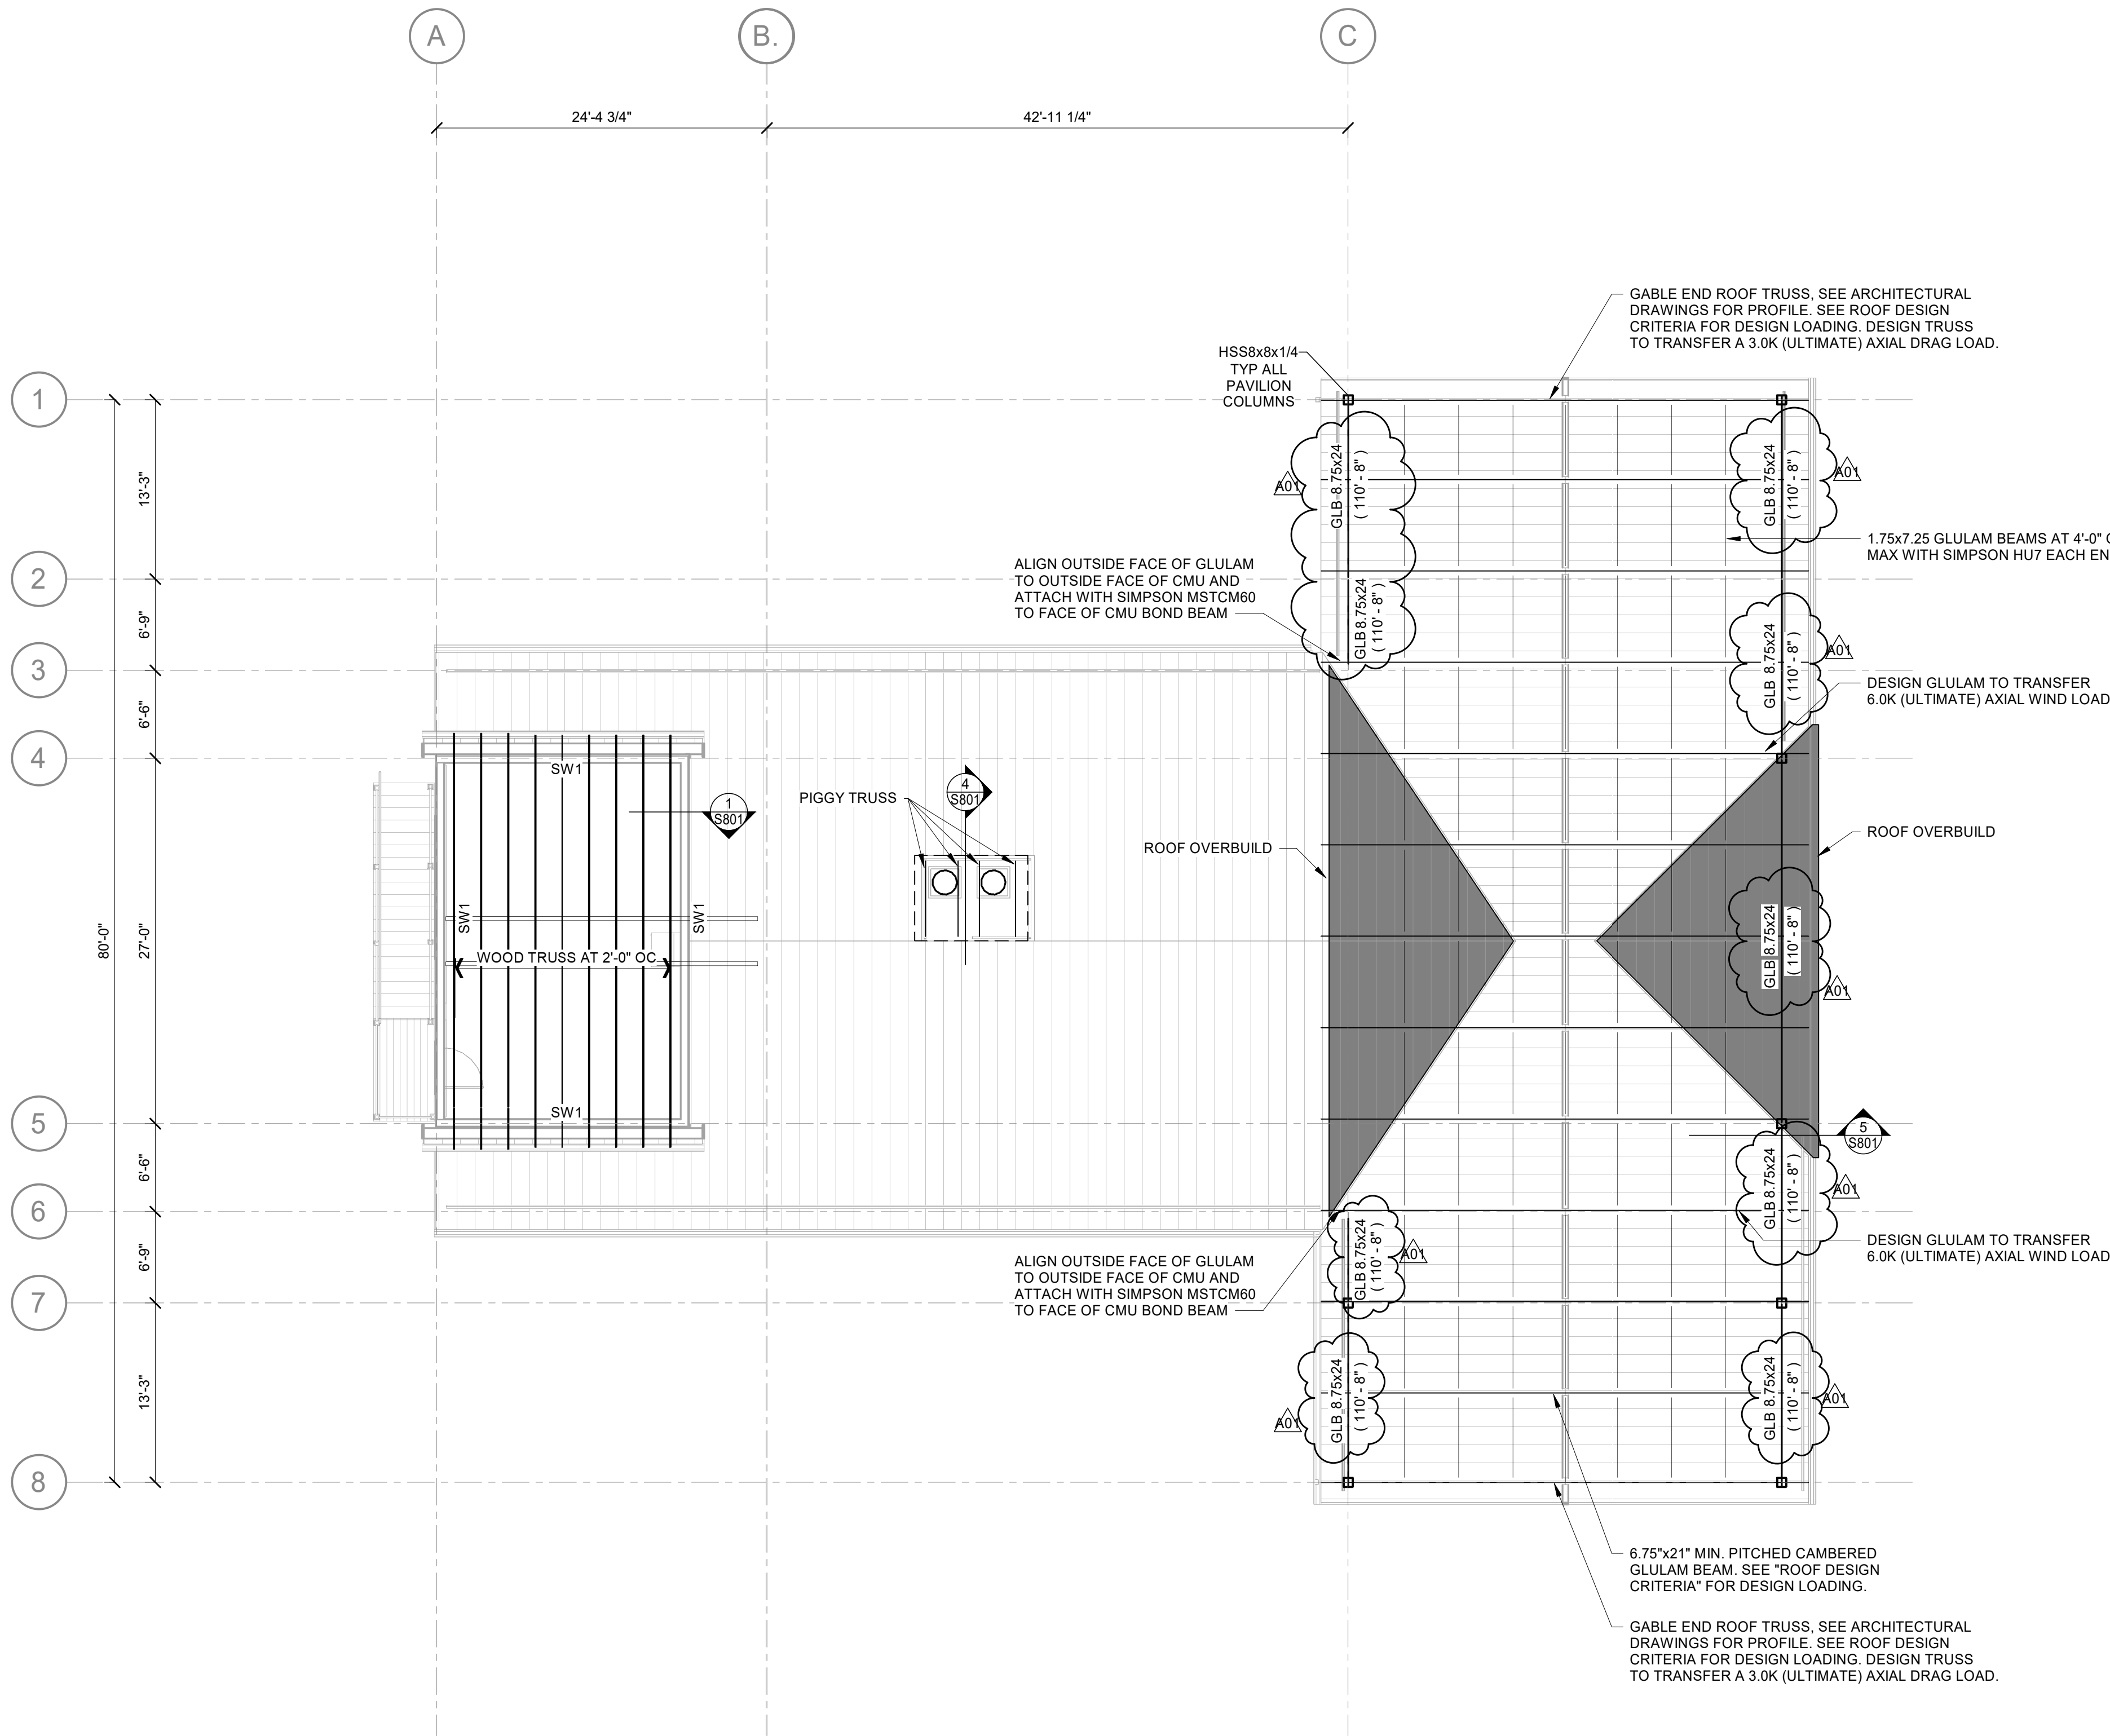 A
B.
C
24'-4 3/4"
42'-11 1/4"
GABLE END ROOF TRUSS, SEE ARCHITECTURAL
DRAWINGS FOR PROFILE. SEE ROOF DESIGN
CRITERIA FOR DESIGN LOADING. DESIGN TRUSS
TO TRANSFER A 3.0K (ULTIMATE) AXIAL DRAG LOAD.
HSS8x8x1/4
TYP ALL
PAVILION
COLUMNS
1
2
3
4
5
6
7
8
80'-0"
13'-3"
6'-9"
6'-6"
27'-0"
6'-6"
6'-9"
13'-3"
GLB 8.75x24
( 110' - 8" )
A01
GLB 8.75x24
( 110' - 8" )
A01
1.75x7.25 GLULAM BEAMS AT 4'-0"
MAX WITH SIMPSON HU7 EACH
ALIGN OUTSIDE FACE OF GLULAM
TO OUTSIDE FACE OF CMU AND
ATTACH WITH SIMPSON MSTCM60
TO FACE OF CMU BOND BEAM
GLB 8.75x24
( 110' - 8" )
GLB 8.75x24
( 110' - 8" )
A01
DESIGN GLULAM TO TRANSFER
6.0K (ULTIMATE) AXIAL WIND LOAD
SW1
1
S801
PIGGY TRUSS
4
S801
ROOF OVERBUILD
ROOF OVERBUILD
SW1
SW1
WOOD TRUSS AT 2'-0" OC
GLB 8.75x24
( 110' - 8" )
A01
SW1
5
S801
GLB 8.75x24
( 110' - 8" )
A01
GLB 8.75x24
( 110' - 8" )
A01
DESIGN GLULAM TO TRANSFER
6.0K (ULTIMATE) AXIAL WIND LOAD
ALIGN OUTSIDE FACE OF GLULAM
TO OUTSIDE FACE OF CMU AND
ATTACH WITH SIMPSON MSTCM60
TO FACE OF CMU BOND BEAM
GLB 8.75x24
( 110' - 8" )
A01
GLB 8.75x24
( 110' - 8" )
A01
6.75"x21" MIN. PITCHED CAMBERED
GLULAM BEAM. SEE "ROOF DESIGN
CRITERIA" FOR DESIGN LOADING.
GABLE END ROOF TRUSS, SEE ARCHITECTURAL
DRAWINGS FOR PROFILE. SEE ROOF DESIGN
CRITERIA FOR DESIGN LOADING. DESIGN TRUSS
TO TRANSFER A 3.0K (ULTIMATE) AXIAL DRAG LOAD.